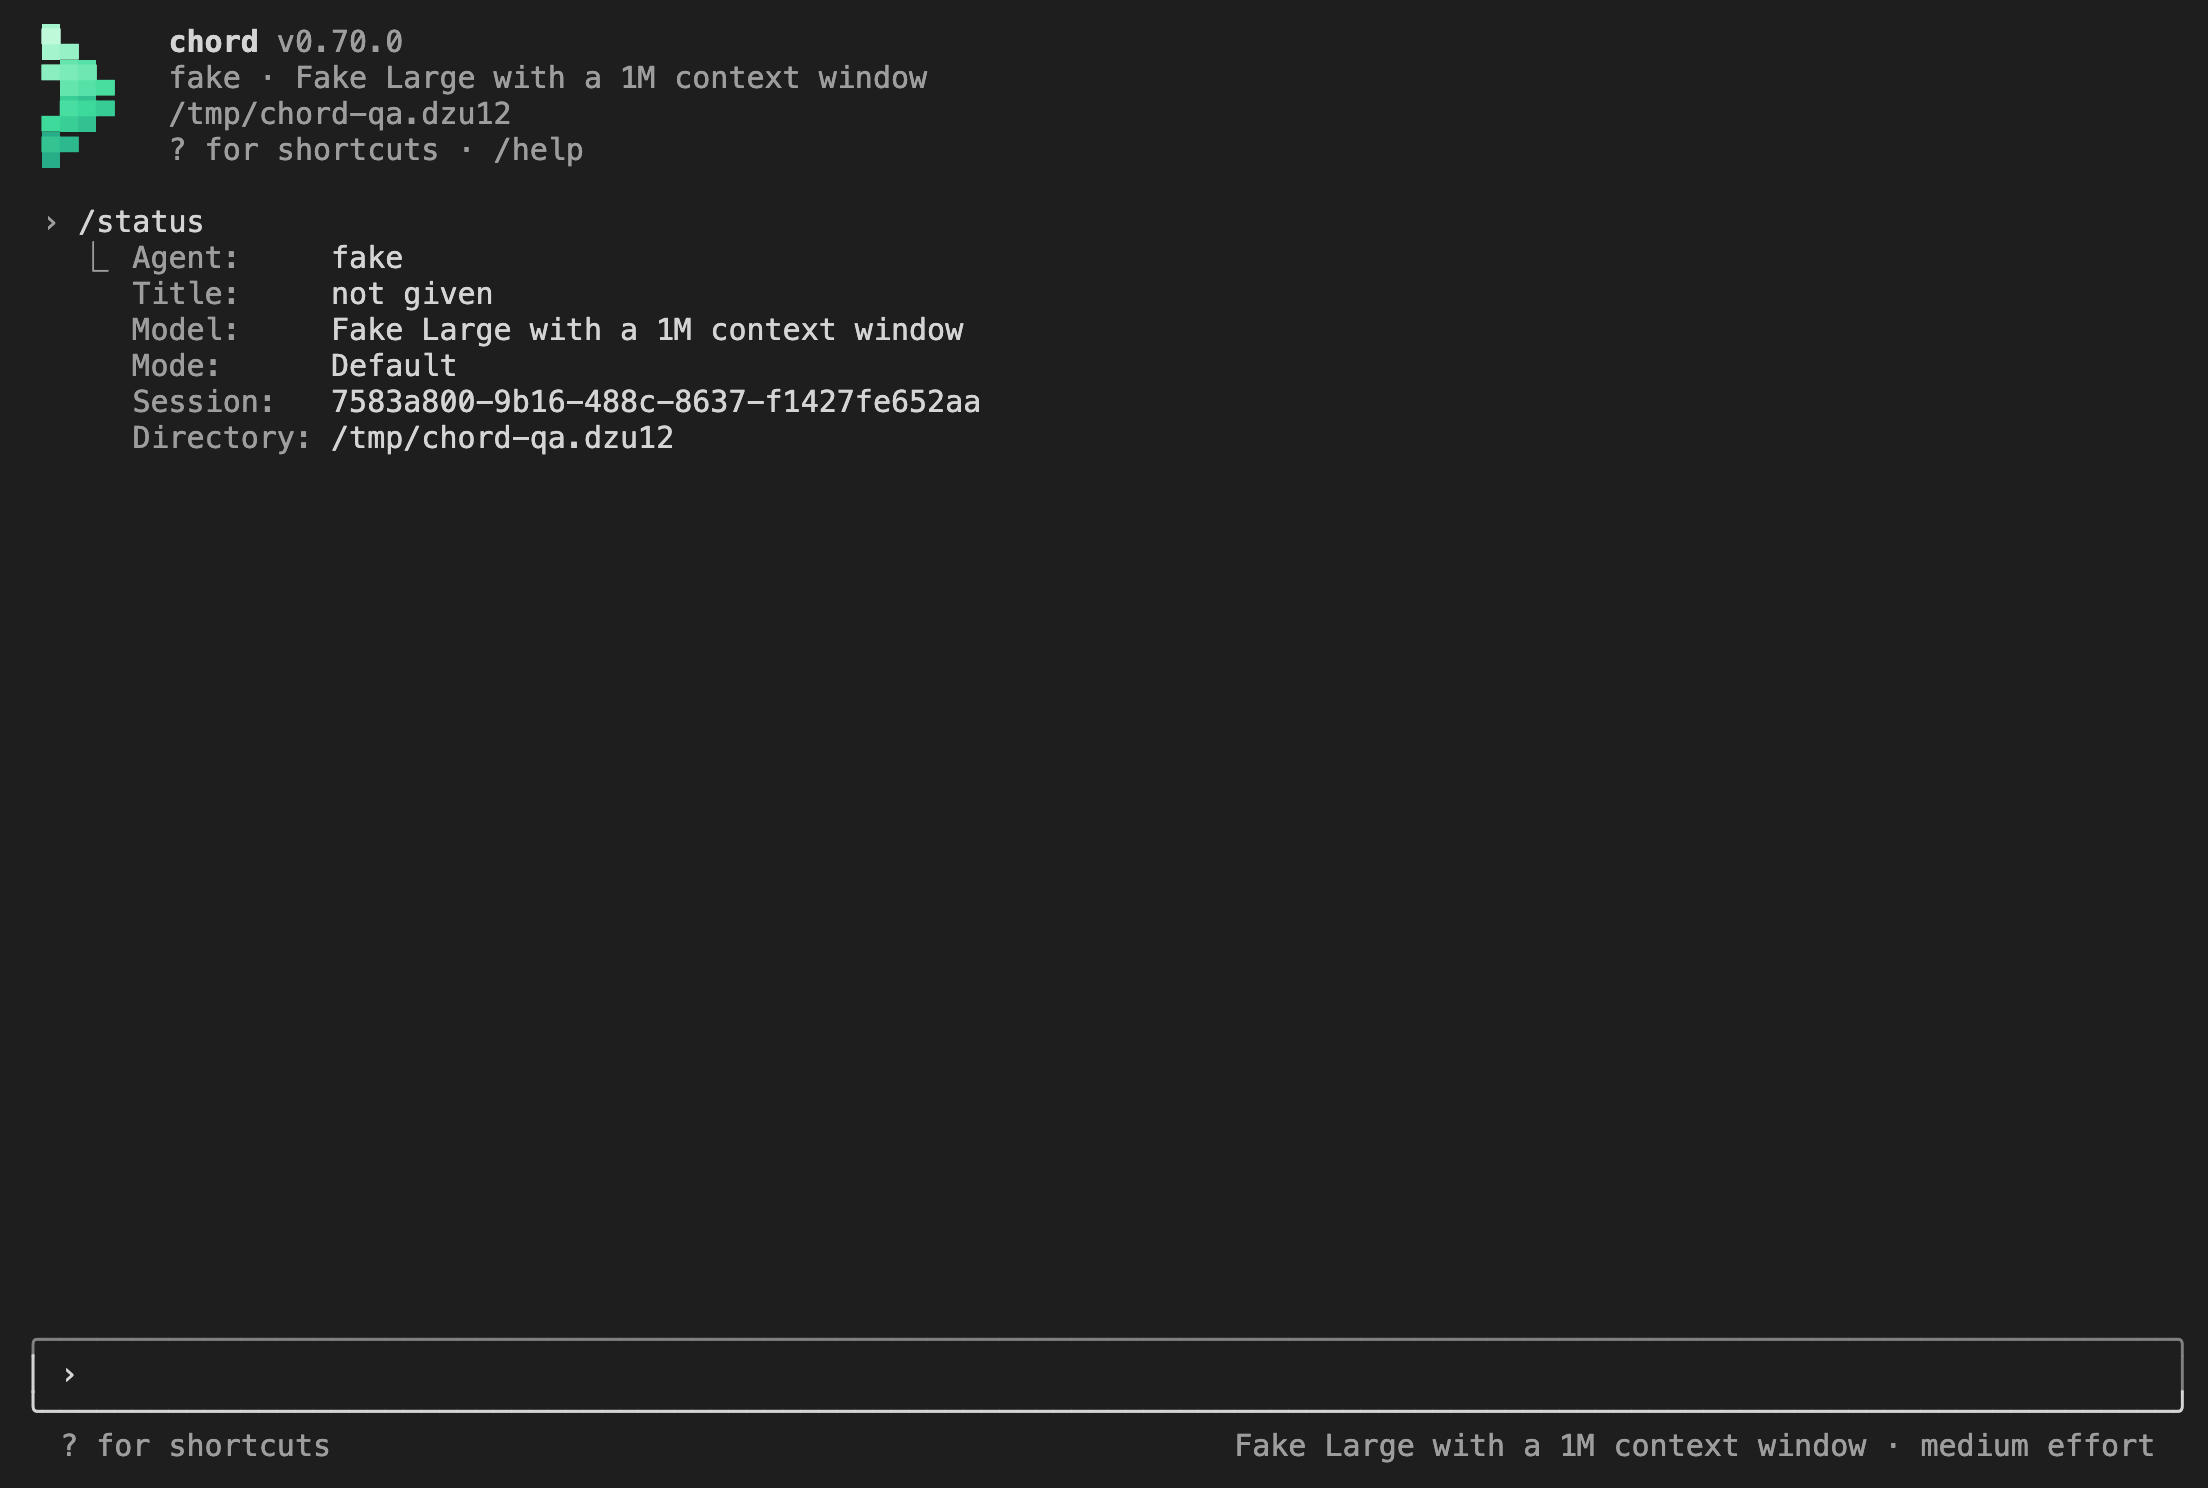 chord v0.70.0
fake · Fake Large with a 1M context window
/tmp/chord-qa.dzu12
? for shortcuts · /help
› /status
Agent: fake
Title: not given
Model: Fake Large with a 1M context window
Mode: Default
Session: 7583a800-9b16-488c-8637-f1427fe652aa
Directory: /tmp/chord-qa.dzu12
›
? for shortcuts Fake Large with a 1M context window · medium effort